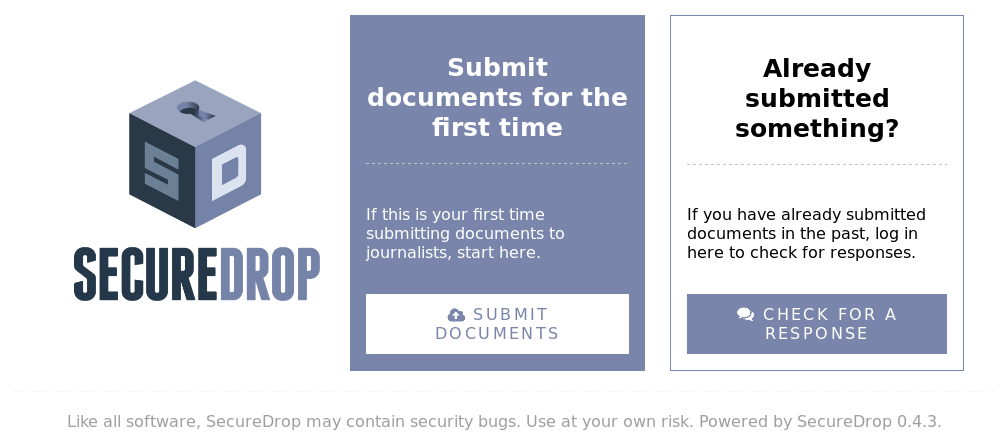 S D
SECUREDROP
Submit
documents for the
first time
If this is your first time
submitting documents to
journalists, start here.
SUBMIT
DOCUMENTS
Already
submitted
something?
If you have already submitted
documents in the past, log in
here to check for responses.
CHECK FOR A
RESPONSE
Like all software, SecureDrop may contain security bugs. Use at your own risk. Powered by SecureDrop 0.4.3.